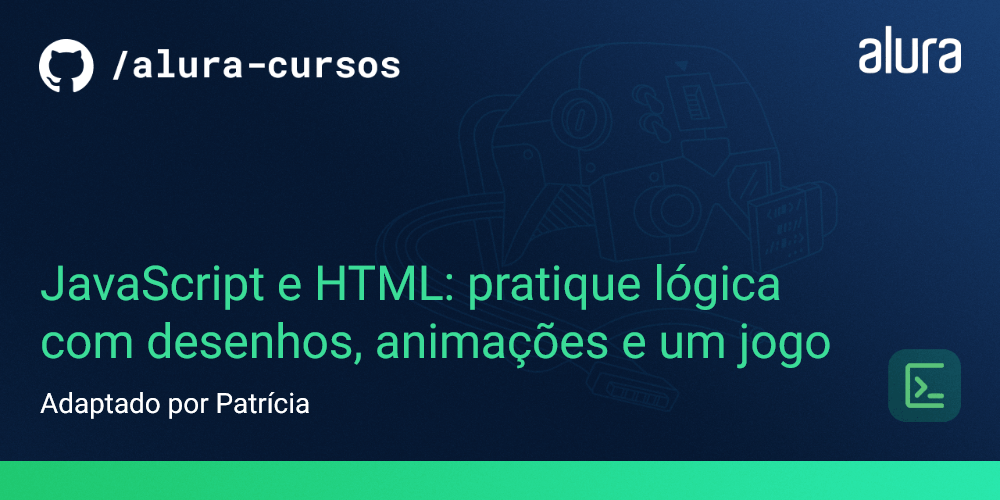 /alura-cursos
alura
JavaScript e HTML: pratique lógica
com desenhos, animações e um jogo
Adaptado por Patrícia